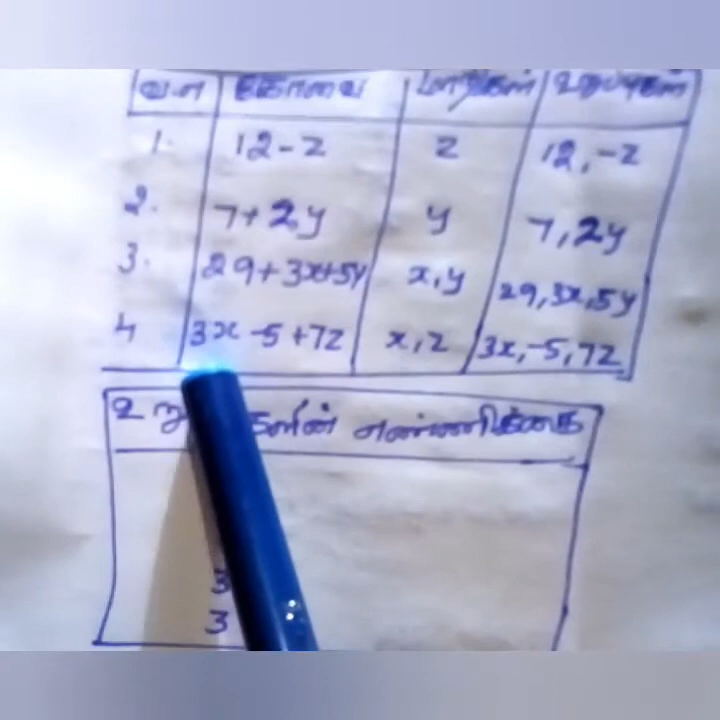 வ.எ கோவை மாறிகள் உறுப்புகள்
1. 12-z z 12,-z
2. 7+2y y 7,2y
3. 29+3x+5y x,y 29,3x,5y
4 3x-5+7z x,z 3x,-5,7z
எண்ணிக்கை
3
3